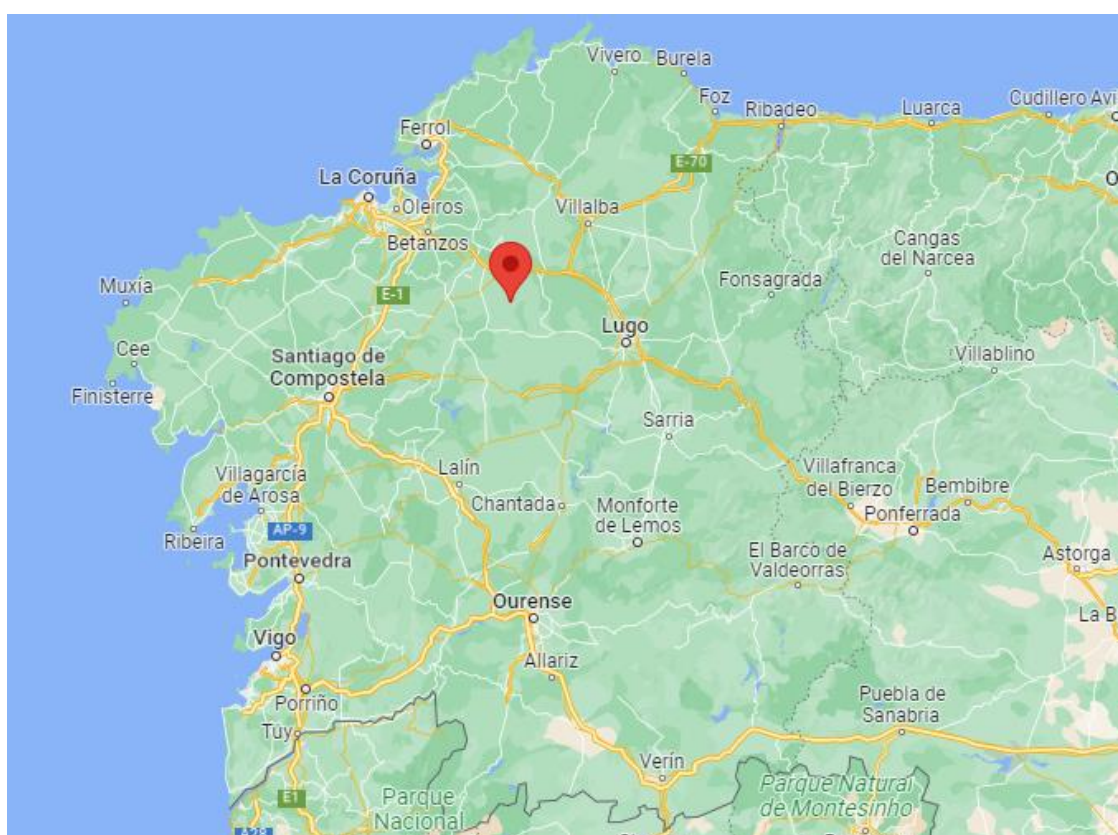 Vivero
Burela
Foz
Ribadeo
Luarca
Cudillero
Avi
Ferrol
E-70
La Coruña
O
Oleiros
Villalba
Betanzos
Cangas
del Narcea
Muxía
E-1
Fonsagrada
Lugo
Cee
Santiago de
Compostela
Villablino
Finisterre
Sarria
Villagarcía
de Arosa
Lalín
Villafranca
del Bierzo
Bembibre
Chantada
Monforte
de Lemos
Ponferrada
AP-9
Ribeira
Pontevedra
El Barco de
Valdeorras
Astorga
Ourense
La B
Vigo
Allariz
Porriño
Puebla de
Sanabria
Tuy
Verín
Parque Natural
de Montesinho
E1
Parque
Nacional
A28